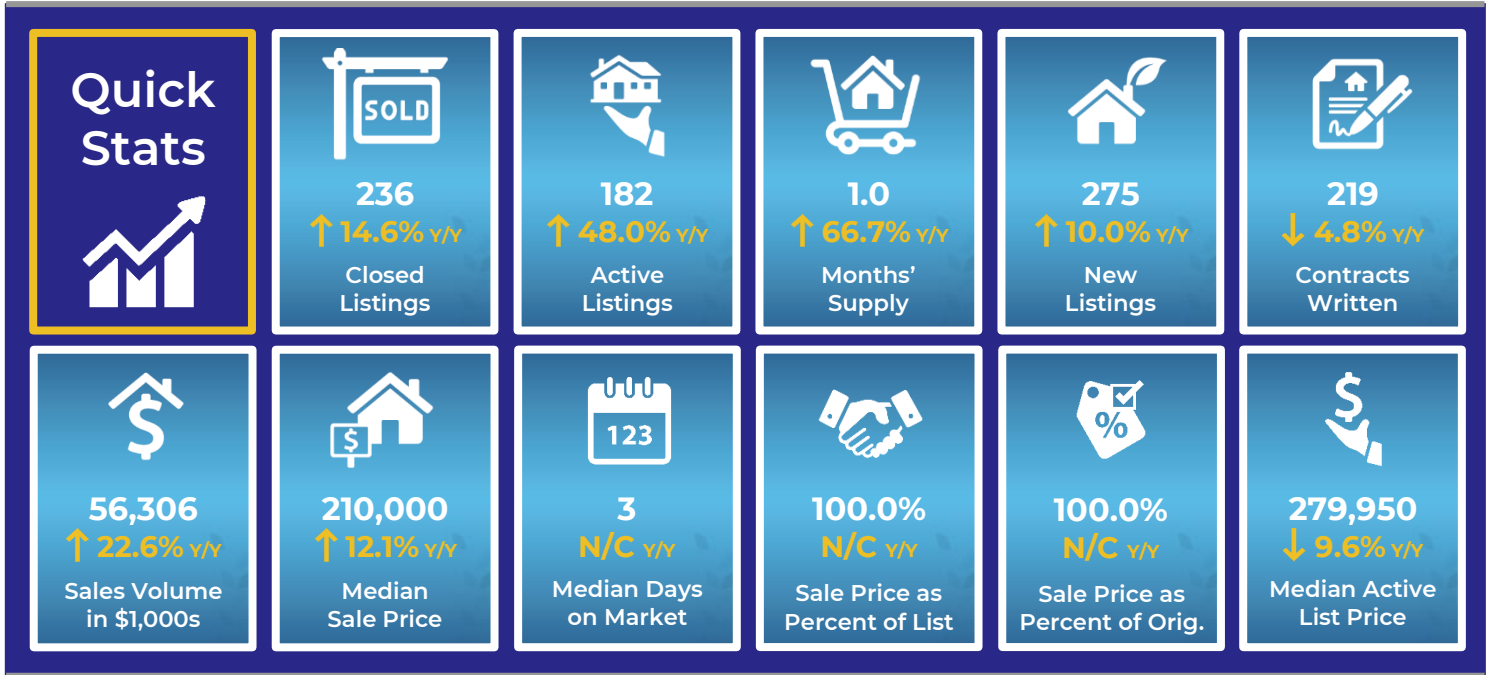 Quick
Stats
SOLD
236
↑ 14.6% Y/Y
Closed
Listings
182
↑ 48.0% Y/Y
Active
Listings
1.0
↑ 66.7% Y/Y
Months’
Supply
275
↑ 10.0% Y/Y
New
Listings
219
↓ 4.8% Y/Y
Contracts
Written
$
56,306
↑ 22.6% Y/Y
Sales Volume
in $1,000s
$
210,000
↑ 12.1% Y/Y
Median
Sale Price
123
3
N/C Y/Y
Median Days
on Market
100.0%
N/C Y/Y
Sale Price as
Percent of List
%
100.0%
N/C Y/Y
Sale Price as
Percent of Orig.
$
279,950
↓ 9.6% Y/Y
Median Active
List Price